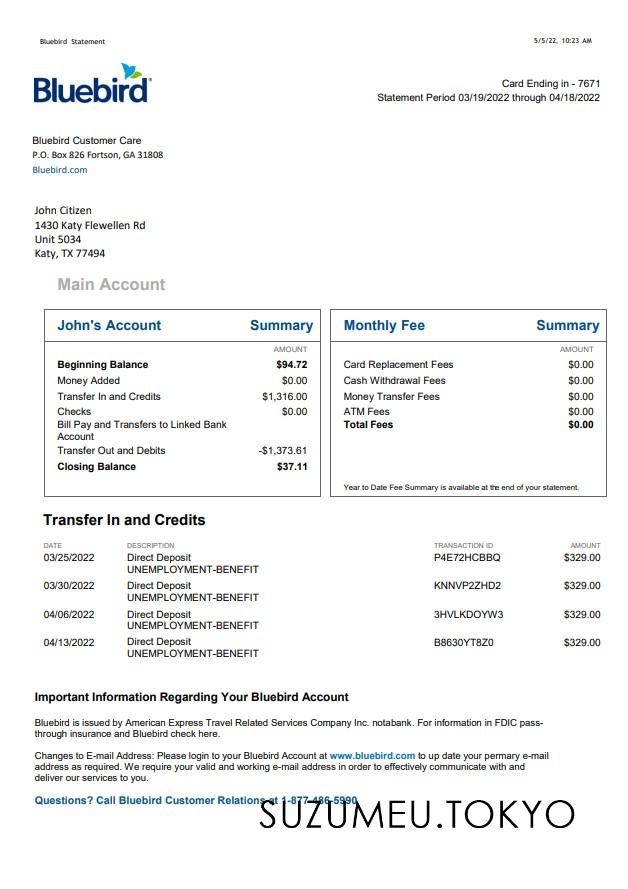 Bluebird Statement 5/5/22, 10:23 AM
Bluebird®
Card Ending in - 7671
Statement Period 03/19/2022 through 04/18/2022
Bluebird Customer Care
P.O. Box 826 Fortson, GA 31808
Bluebird.com
John Citizen
1430 Katy Flewellen Rd
Unit 5034
Katy, TX 77494
Main Account
John's Account Summary
AMOUNT
Beginning Balance $94.72
Money Added $0.00
Transfer In and Credits $1,316.00
Checks $0.00
Bill Pay and Transfers to Linked Bank
Account
Transfer Out and Debits -$1,373.61
Closing Balance $37.11
Monthly Fee Summary
AMOUNT
Card Replacement Fees $0.00
Cash Withdrawal Fees $0.00
Money Transfer Fees $0.00
ATM Fees $0.00
Total Fees $0.00
Year to Date Fee Summary is available at the end of your statement.
Transfer In and Credits
DATE DESCRIPTION TRANSACTION ID AMOUNT
03/25/2022 Direct Deposit P4E72HCBBQ $329.00
UNEMPLOYMENT-BENEFIT
03/30/2022 Direct Deposit KNNVP2ZHD2 $329.00
UNEMPLOYMENT-BENEFIT
04/06/2022 Direct Deposit 3HVLKDOYW3 $329.00
UNEMPLOYMENT-BENEFIT
04/13/2022 Direct Deposit B8630YT8Z0 $329.00
UNEMPLOYMENT-BENEFIT
Important Information Regarding Your Bluebird Account
Bluebird is issued by American Express Travel Related Services Company Inc. notabank. For information in FDIC pass-
through insurance and Bluebird check here.
Changes to E-mail Address: Please login to your Bluebird Account at www.bluebird.com to up date your permary e-mail
address as required. We require your valid and working e-mail address in order to effectively communicate with and
deliver our services to you.
Questions? Call Bluebird Customer Relations at 1-877-486-5990
SUZUMEU.TOKYO